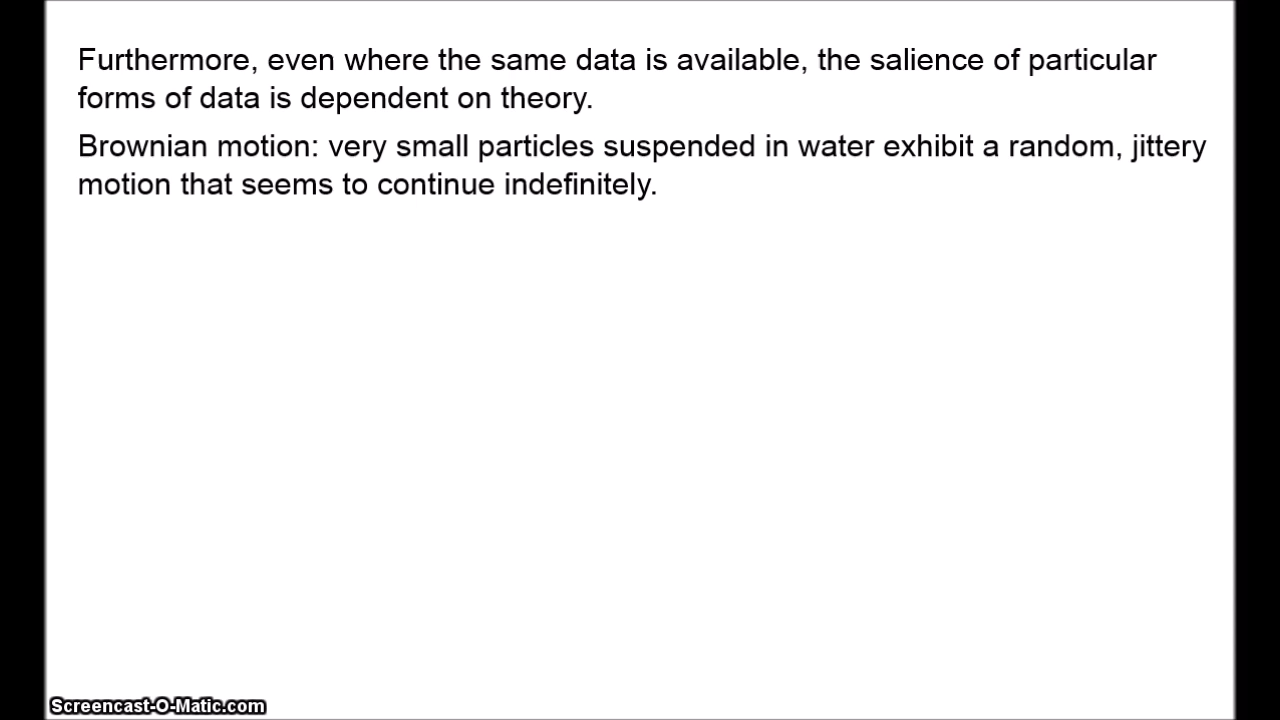 Furthermore, even where the same data is available, the salience of particular
forms of data is dependent on theory.
Brownian motion: very small particles suspended in water exhibit a random, jittery
motion that seems to continue indefinitely.
Screencast-O-Matic.com